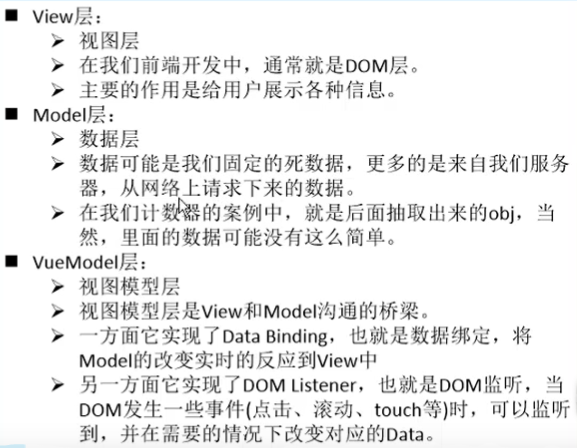 ■ View层：
➢ 视图层
➢ 在我们前端开发中，通常就是DOM层。
➢ 主要的作用是给用户展示各种信息。
■ Model层：
➢ 数据层
➢ 数据可能是我们固定的死数据，更多的是来自我们服务
器，从网络上请求下来的数据。
➢ 在我们计数器的案例中，就是后面抽取出来的obj，当
然，里面的数据可能没有这么简单。
■ VueModel层：
➢ 视图模型层
➢ 视图模型层是View和Model沟通的桥梁。
➢ 一方面它实现了Data Binding，也就是数据绑定，将
Model的改变实时的反应到View中
➢ 另一方面它实现了DOM Listener，也就是DOM监听，当
DOM发生一些事件(点击、滚动、touch等)时，可以监听
到，并在需要的情况下改变对应的Data。